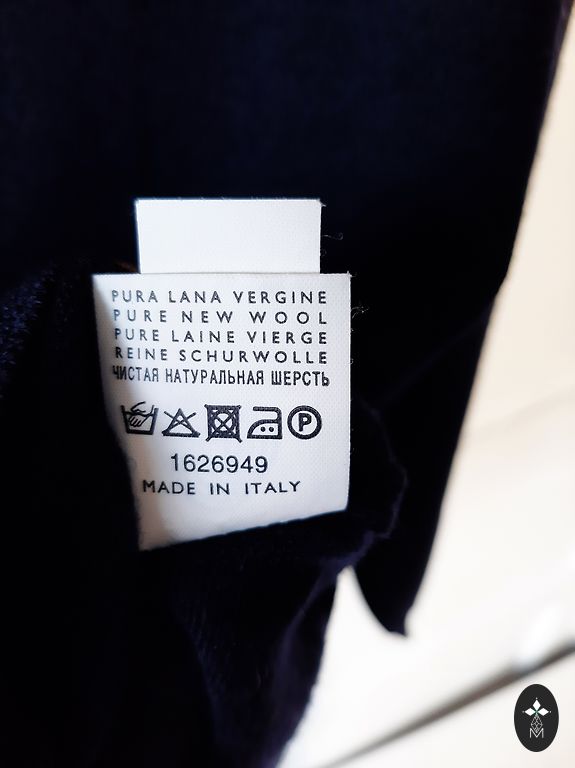 PURA LANA VERGINE
PURE NEW WOOL
PURE LAINE VIERGE
REINE SCHURWOLLE
ЧИСТАЯ НАТУРАЛЬНАЯ ШЕРСТЬ
P
1626949
MADE IN ITALY
M